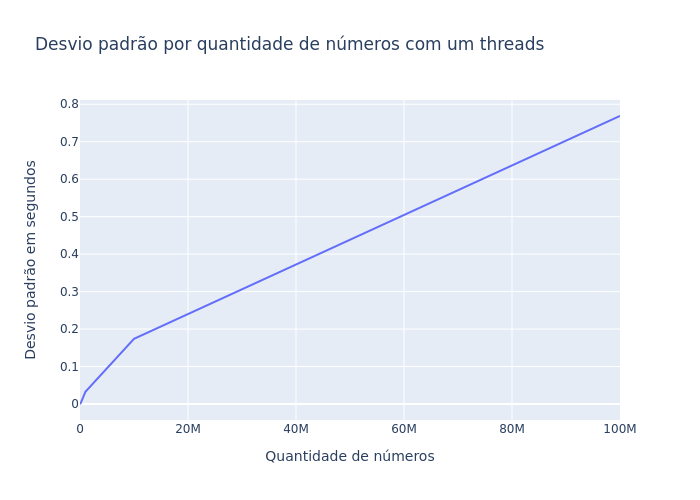 Desvio padrão por quantidade de números com um threads
0.8
0.7
0.6
0.5
0.4
0.3
0.2
0.1
0
Desvio padrão em segundos
0 20M 40M 60M 80M 100M
Quantidade de números